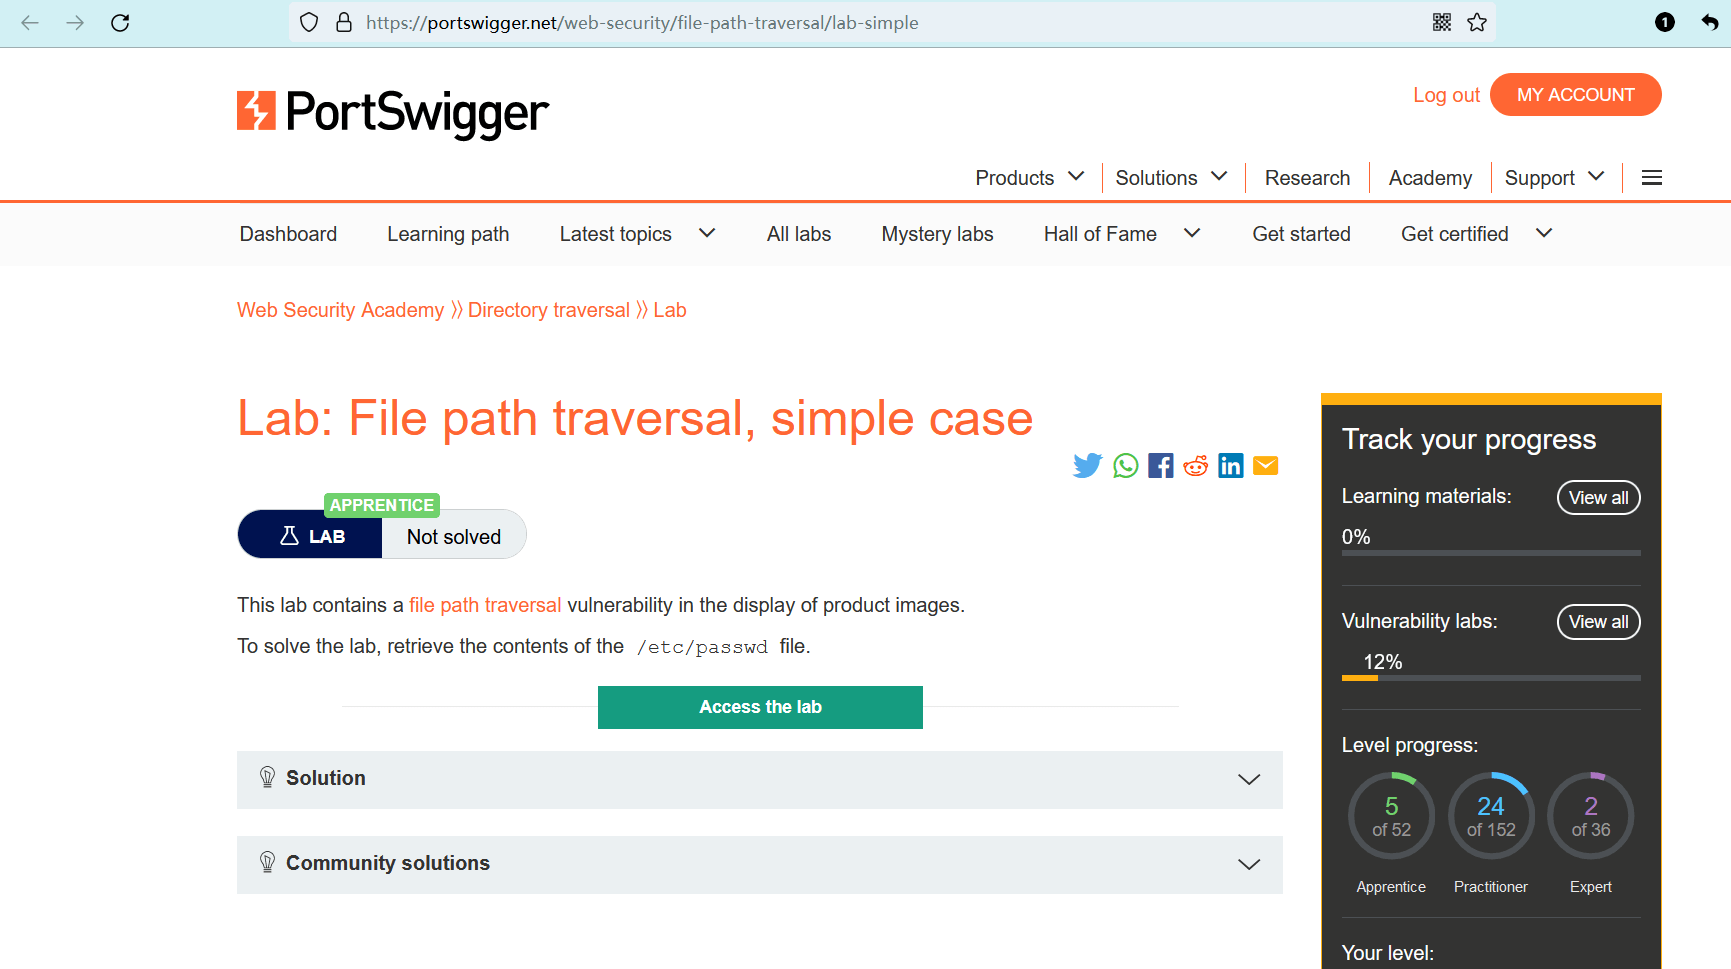 https://portswigger.net/web-security/file-path-traversal/lab-simple
1
PortSwigger
Log out
MY ACCOUNT
Products
Solutions
Research
Academy
Support
Dashboard
Learning path
Latest topics
All labs
Mystery labs
Hall of Fame
Get started
Get certified
Web Security Academy 》 Directory traversal 》 Lab
Lab: File path traversal, simple case
APPRENTICE
LAB
Not solved
This lab contains a file path traversal vulnerability in the display of product images.
To solve the lab, retrieve the contents of the /etc/passwd file.
Access the lab
Solution
Community solutions
Track your progress
Learning materials:
View all
0%
Vulnerability labs:
View all
12%
Level progress:
5
of 52
24
of 152
2
of 36
Apprentice
Practitioner
Expert
Your level: